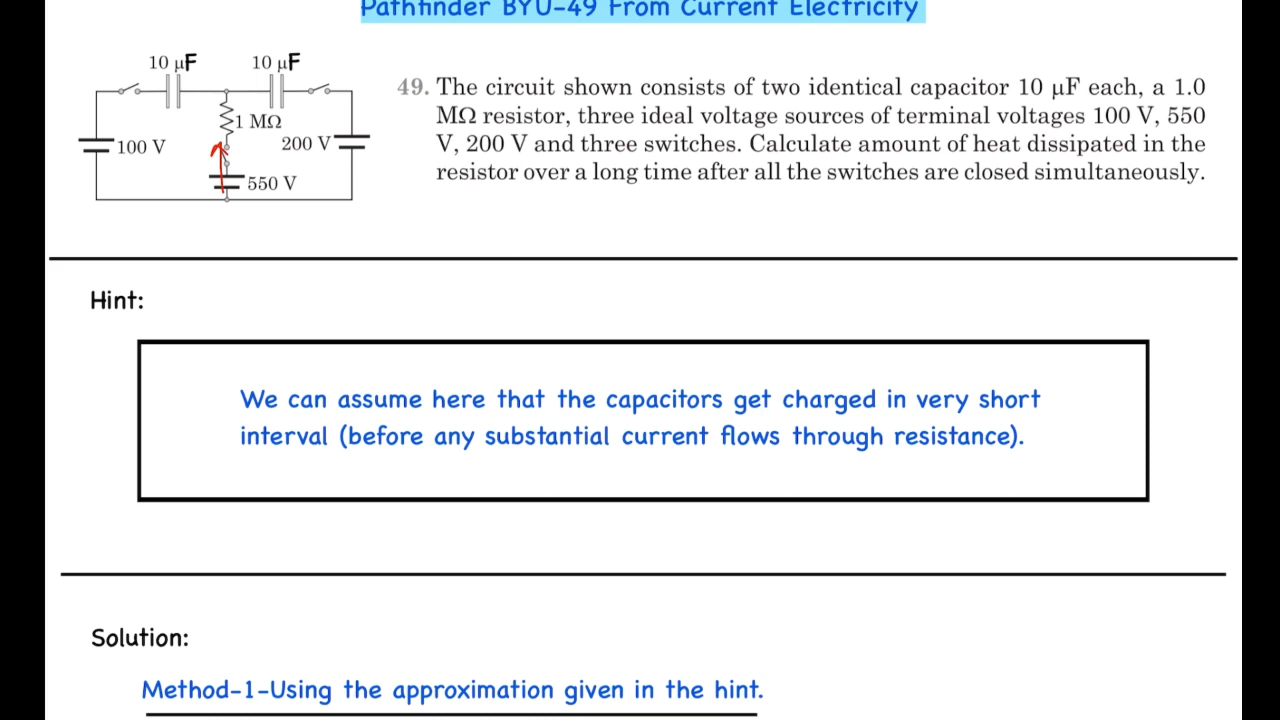 Pathfinder BYU-49 From Current Electricity
10 μF
10 μF
1 MΩ
100 V
200 V
550 V
49. The circuit shown consists of two identical capacitor 10 μF each, a 1.0
MΩ resistor, three ideal voltage sources of terminal voltages 100 V, 550
V, 200 V and three switches. Calculate amount of heat dissipated in the
resistor over a long time after all the switches are closed simultaneously.
Hint:
We can assume here that the capacitors get charged in very short
interval (before any substantial current flows through resistance).
Solution:
Method-1-Using the approximation given in the hint.